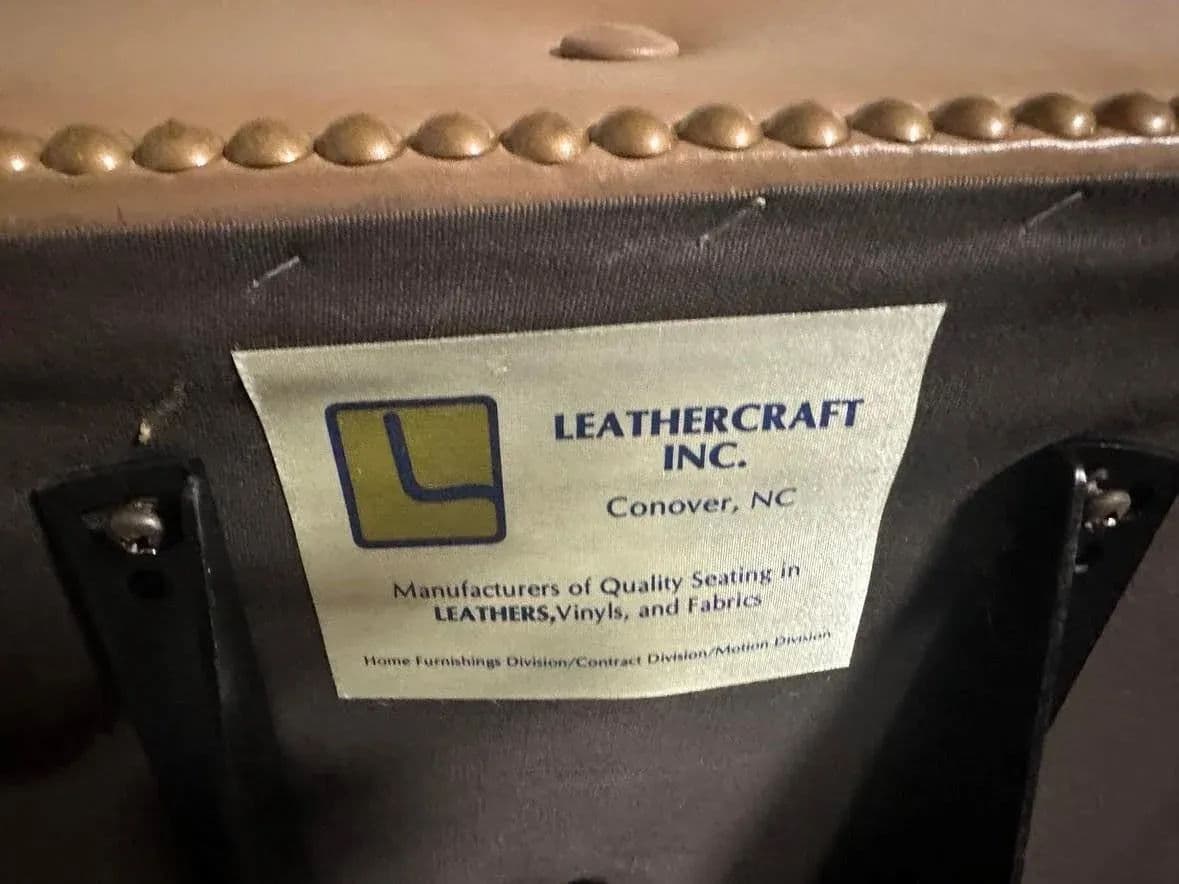 LEATHERCRAFT
INC.
Conover, NC
Manufacturers of Quality Seating in
LEATHERS,Vinyls, and Fabrics
Home Furnishings Division/Contract Division/Motion Division